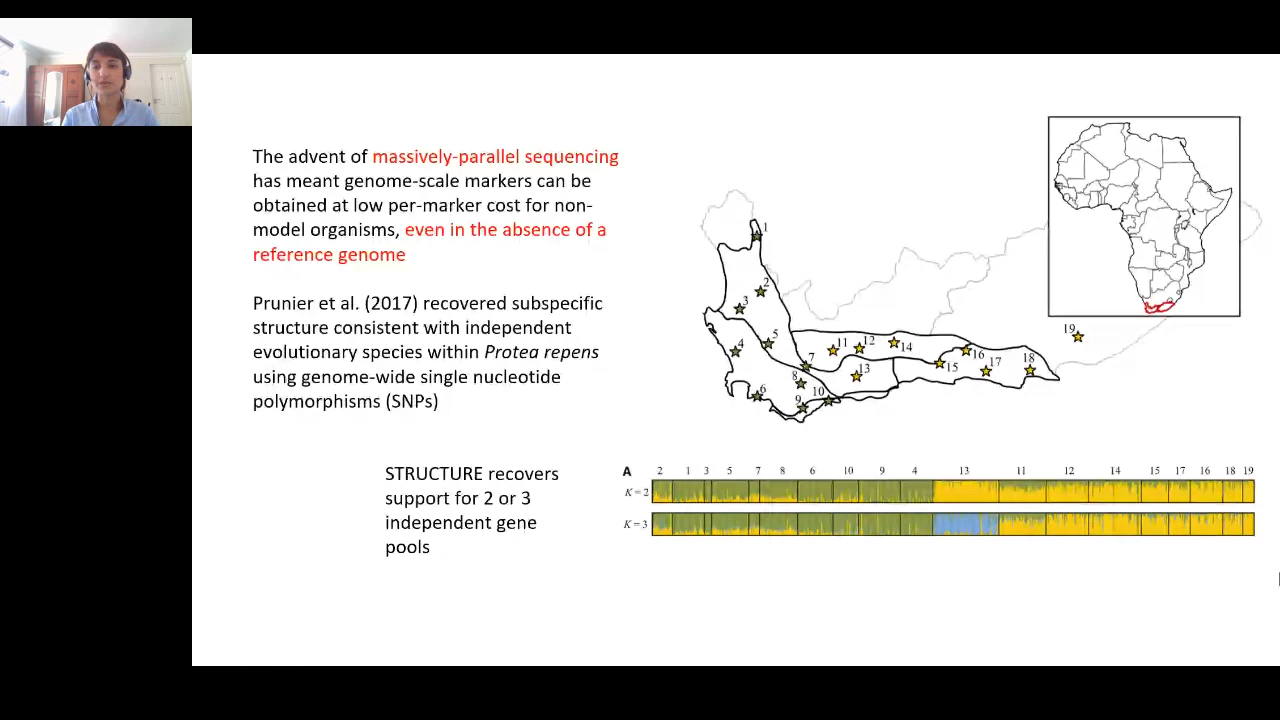 The advent of massively-parallel sequencing
has meant genome-scale markers can be
obtained at low per-marker cost for non-
model organisms, even in the absence of a
reference genome
Prunier et al. (2017) recovered subspecific
structure consistent with independent
evolutionary species within Protea repens
using genome-wide single nucleotide
polymorphisms (SNPs)
STRUCTURE recovers
support for 2 or 3
independent gene
pools
1
2
3
4
5
6
7
8
9
10
11
12
13
14
15
16
17
18
19
A 2 1 3 5 7 8 6 10 9 4 13 11 12 14 15 17 16 18 19
K=2
K=3